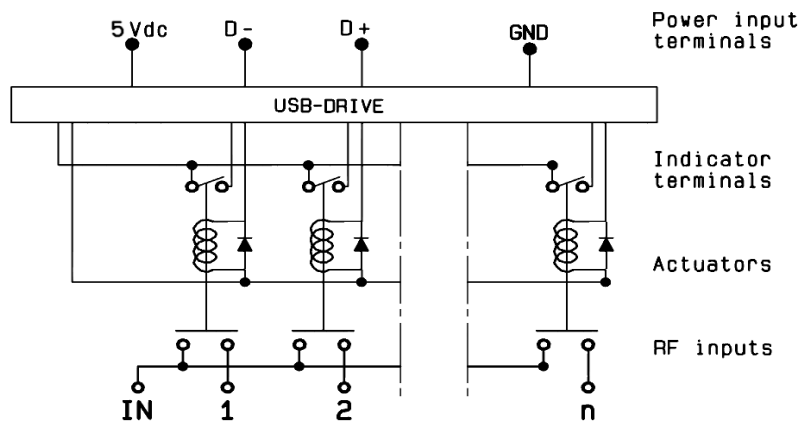 5Vdc D- D+ GND Power input
terminals
USB-DRIVE
Indicator
terminals
Actuators
RF inputs
IN 1 2 n